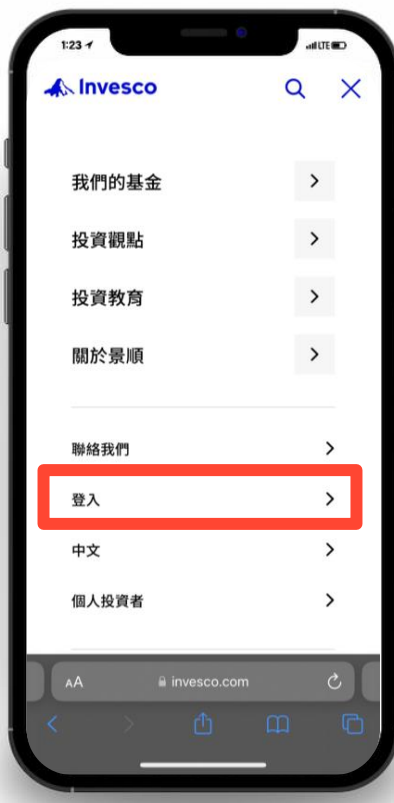 1:23
LTE
Invesco
我們的基金
投資觀點
投資教育
關於景順
聯絡我們
登入
中文
個人投資者
AA
invesco.com